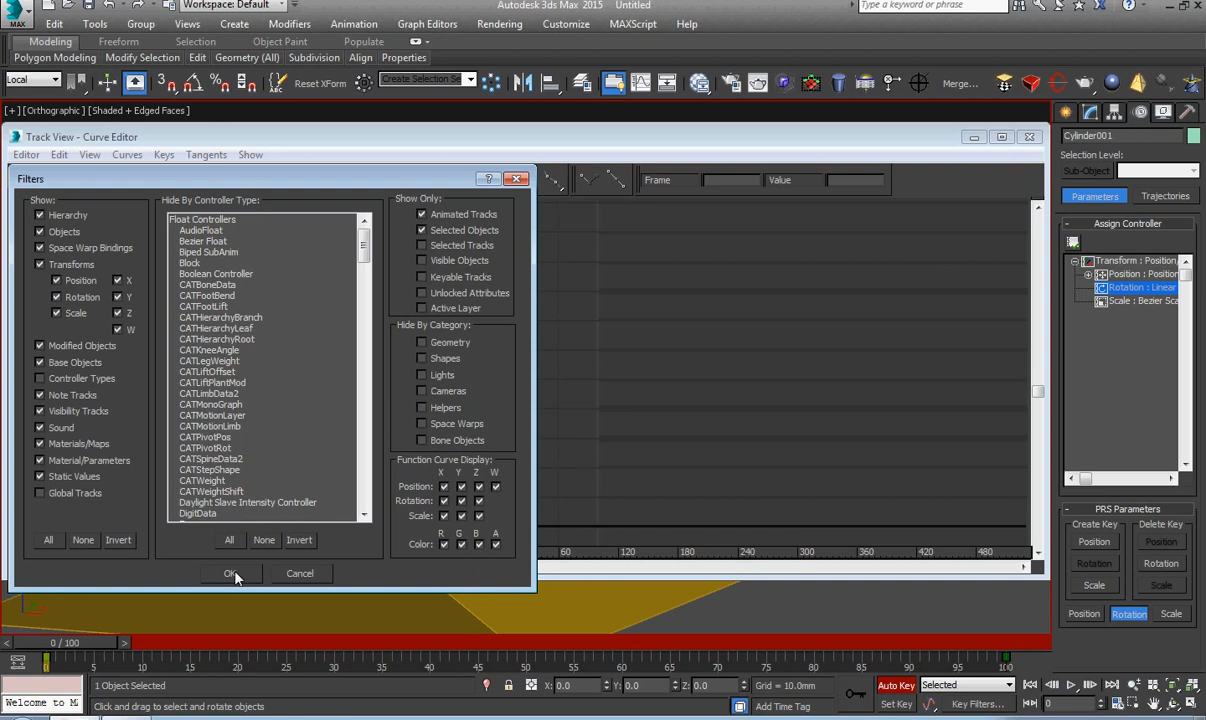 Workspace: Default
Autodesk 3ds Max 2015 Untitled
Type a keyword or phrase
MAX
Edit Tools Group Views Create Modifiers Animation Graph Editors Rendering Customize MAXScript Help
Modeling Freeform Selection Object Paint Populate
Polygon Modeling Modify Selection Edit Geometry (All) Subdivision Align Properties
Local 3 Reset XForm Create Selection Se Merge...
[+] [Orthographic] [Shaded + Edged Faces]
Track View - Curve Editor
Editor Edit View Curves Keys Tangents Show
Filters
Frame Value
Show:
Hierarchy
Objects
Space Warp Bindings
Transforms
Position X
Rotation Y
Scale Z
W
Modified Objects
Base Objects
Controller Types
Note Tracks
Visibility Tracks
Sound
Materials/Maps
Material/Parameters
Static Values
Global Tracks
All None Invert
Hide By Controller Type:
Float Controllers
AudioFloat
Bezier Float
Biped SubAnim
Block
Boolean Controller
CATBoneData
CATFootBend
CATFootLift
CATHierarchyBranch
CATHierarchyLeaf
CATHierarchyRoot
CATKneeAngle
CATLegWeight
CATLiftOffset
CATLiftPlantMod
CATLimbData2
CATMonoGraph
CATMotionLayer
CATMotionLimb
CATPivotPos
CATPivotRot
CATSpineData2
CATStepShape
CATWeight
CATWeightShift
Daylight Slave Intensity Controller
DigitData
All None Invert
Show Only:
Animated Tracks
Selected Objects
Selected Tracks
Visible Objects
Keyable Tracks
Unlocked Attributes
Active Layer
Hide By Category:
Geometry
Shapes
Lights
Cameras
Helpers
Space Warps
Bone Objects
Function Curve Display:
X Y Z W
Position:
Rotation:
Scale:
R G B A
Color:
OK Cancel
60 120 180 240 300 360 420 480
Cylinder001
Selection Level:
Sub-Object
Parameters Trajectories
Assign Controller
Transform : Position,
Position : Position
Rotation : Linear
Scale : Bezier Sca
PRS Parameters
Create Key Delete Key
Position Position
Rotation Rotation
Scale Scale
Position Rotation Scale
0 / 100
0 5 10 15 20 25 30 35 40 45 50 55 60 65 70 75 80 85 90 95 100
1 Object Selected X: 0.0 Y: 0.0 Z: 0.0 Grid = 10.0mm Auto Key Selected
Welcome to M Click and drag to select and rotate objects Add Time Tag Set Key Key Filters... 0